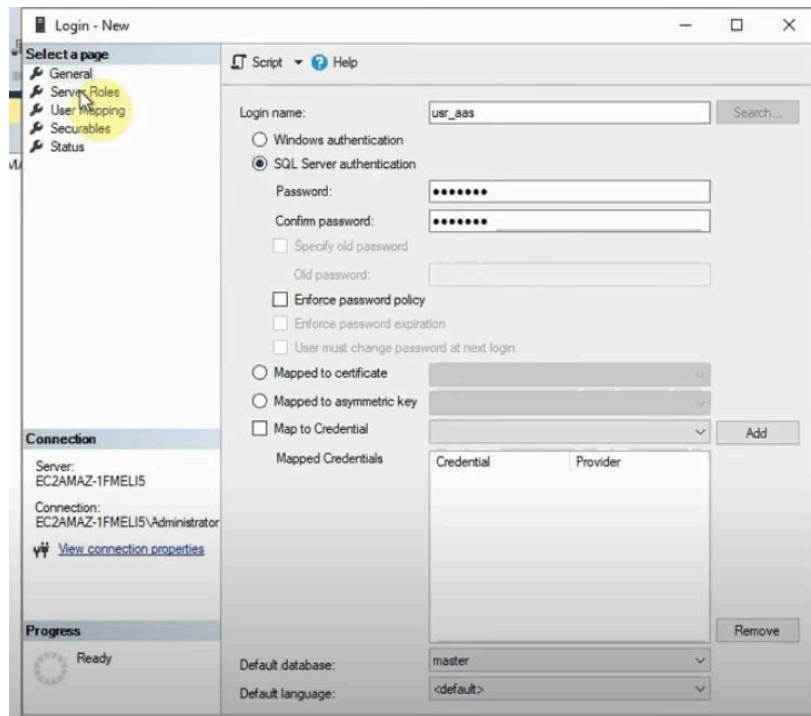 Login - New
Select a page
General
Server Roles
User Mapping
Securables
Status
Script
Help
Login name:
usr_aas
Search...
Windows authentication
SQL Server authentication
Password:
•••••••
Confirm password:
•••••••
Specify old password
Old password:
Enforce password policy
Enforce password expiration
User must change password at next login
Mapped to certificate
Mapped to asymmetric key
Map to Credential
Add
Mapped Credentials
Credential Provider
Remove
Default database:
master
Default language:
<default>
Connection
Server:
EC2AMAZ-1FMELI5
Connection:
EC2AMAZ-1FMELI5\Administrator
View connection properties
Progress
Ready